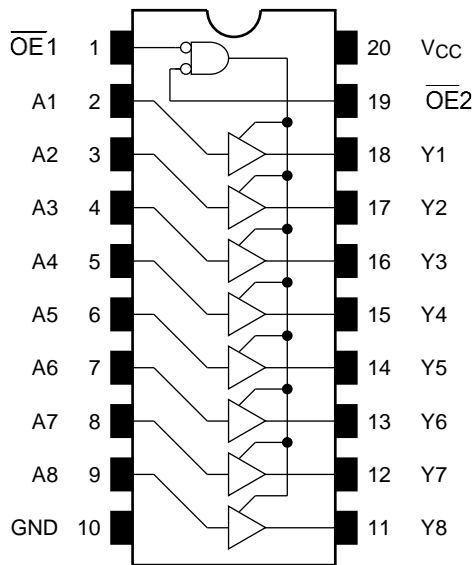 O̅E̅1 1 20 VCC
A1 2 19 O̅E̅2
A2 3 18 Y1
A3 4 17 Y2
A4 5 16 Y3
A5 6 15 Y4
A6 7 14 Y5
A7 8 13 Y6
A8 9 12 Y7
GND 10 11 Y8